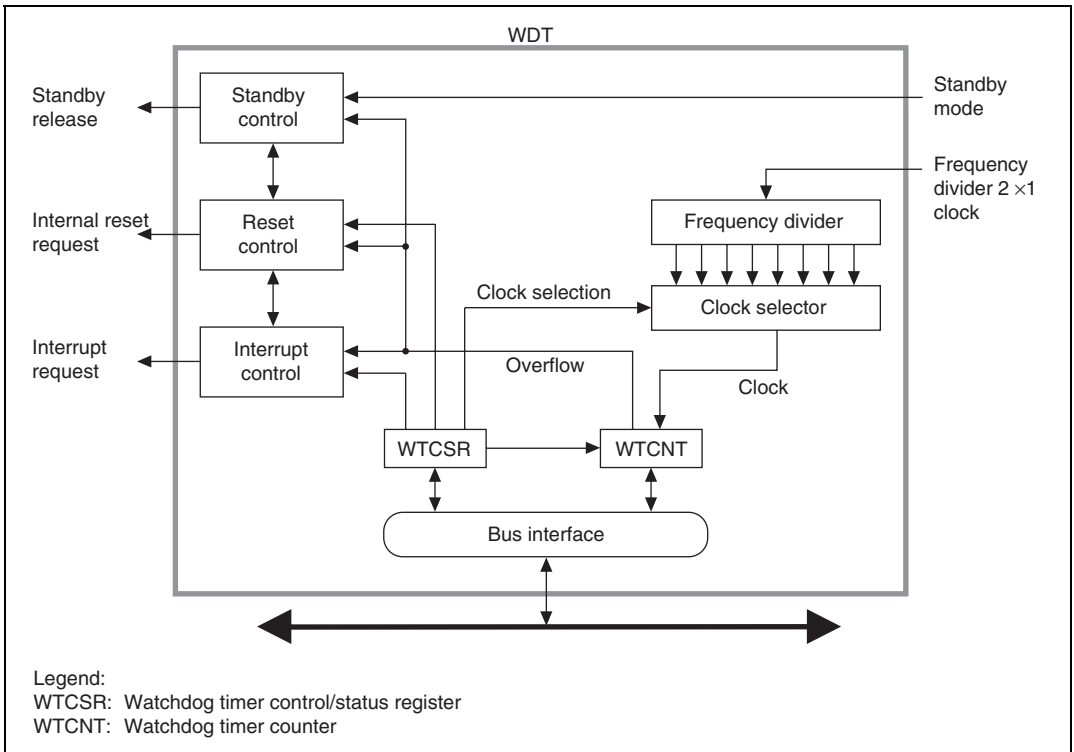 WDT
Standby
release
Standby
control
Standby
mode
Frequency
divider 2 ×1
clock
Internal reset
request
Reset
control
Frequency divider
Clock selection
Clock selector
Interrupt
request
Interrupt
control
Overflow
Clock
WTCSR
WTCNT
Bus interface
Legend:
WTCSR: Watchdog timer control/status register
WTCNT: Watchdog timer counter